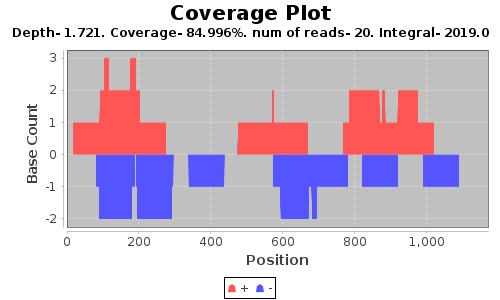 Coverage Plot
Depth- 1.721. Coverage- 84.996%. num of reads- 20. Integral- 2019.0
3
2
1
0
-1
-2
Base Count
0 200 400 600 800 1,000
Position
+ -